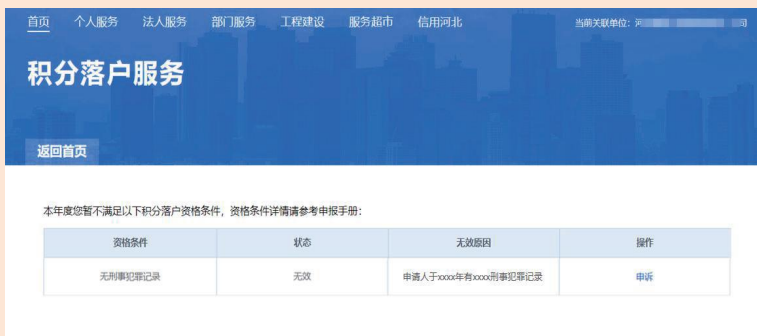 首页 个人服务 法人服务 部门服务 工程建设 服务超市 信用河北 当前关联单位：河 司
积分落户服务
返回首页
本年度您暂不满足以下积分落户资格条件，资格条件详情请参考申报手册：
资格条件 状态 无效原因 操作
无刑事犯罪记录 无效 申请人于xxxx年有xxxx刑事犯罪记录 申诉